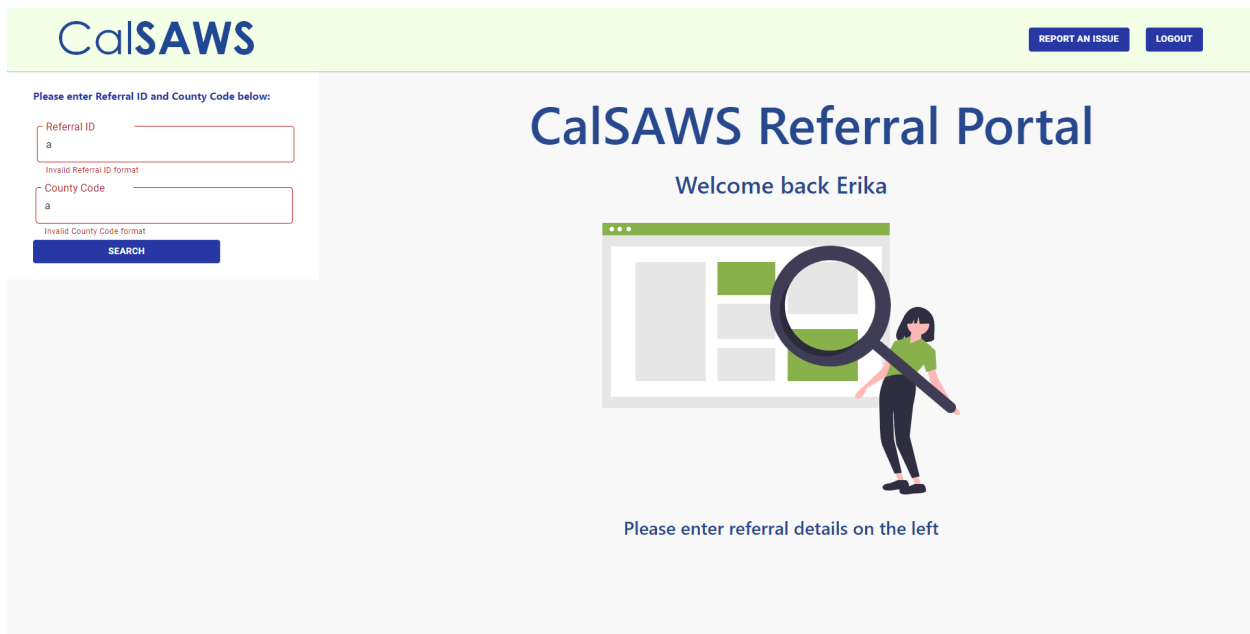 CalSAWS
REPORT AN ISSUE
LOGOUT
Please enter Referral ID and County Code below:
Referral ID
a
Invalid Referral ID format
County Code
a
Invalid County Code format
SEARCH
CalSAWS Referral Portal
Welcome back Erika
Please enter referral details on the left